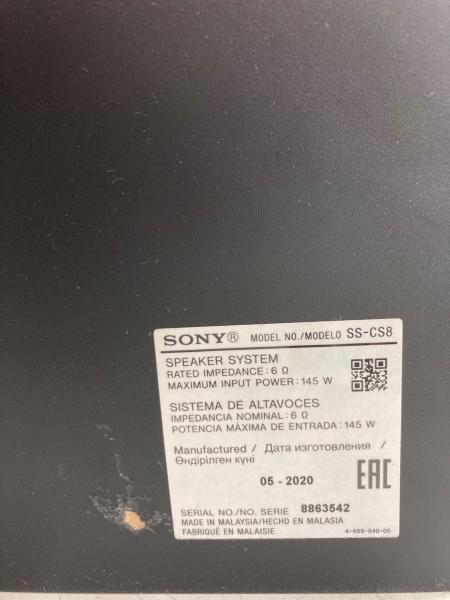 SONY® MODEL NO./MODELO SS-CS8
SPEAKER SYSTEM
RATED IMPEDANCE: 6 Ω
MAXIMUM INPUT POWER: 145 W
SISTEMA DE ALTAVOCES
IMPEDANCIA NOMINAL: 6 Ω
POTENCIA MÁXIMA DE ENTRADA: 145 W
Manufactured / Дата изготовления /
Өндірілген күні
05 - 2020
EAC
SERIAL NO./NO. SERIE 8863542
MADE IN MALAYSIA/HECHO EN MALASIA
FABRIQUÉ EN MALAISIE 4-489-940-05